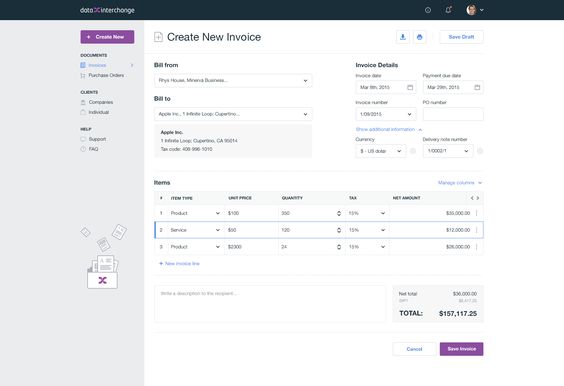 data interchange
+ Create New
DOCUMENTS
Invoices
Purchase Orders
CLIENTS
Companies
Individual
HELP
Support
FAQ
Create New Invoice
Save Draft
Bill from
Rhys House, Minerva Business...
Bill to
Apple Inc., 1 Infinite Loop; Cupertino...
Apple Inc.
1 Infinite Loop; Cupertino, CA 95014
Tax code: 408-996-1010
Invoice Details
Invoice date
Payment due date
Mar 8th, 2015
Mar 29th, 2015
Invoice number
PO number
1/09/2015
Show additional information
Currency
Delivery note number
$ - US dollar
1/0002/1
Items
Manage columns
# ITEM TYPE UNIT PRICE QUANTITY TAX NET AMOUNT
1 Product $100 350 15% $35,000.00
2 Service $50 120 15% $12,000.00
3 Product $2300 24 15% $26,000.00
+ New invoice line
Write a description to the recipient...
Net total $36,000.00
TOTAL: $157,117.25
Cancel
Save Invoice